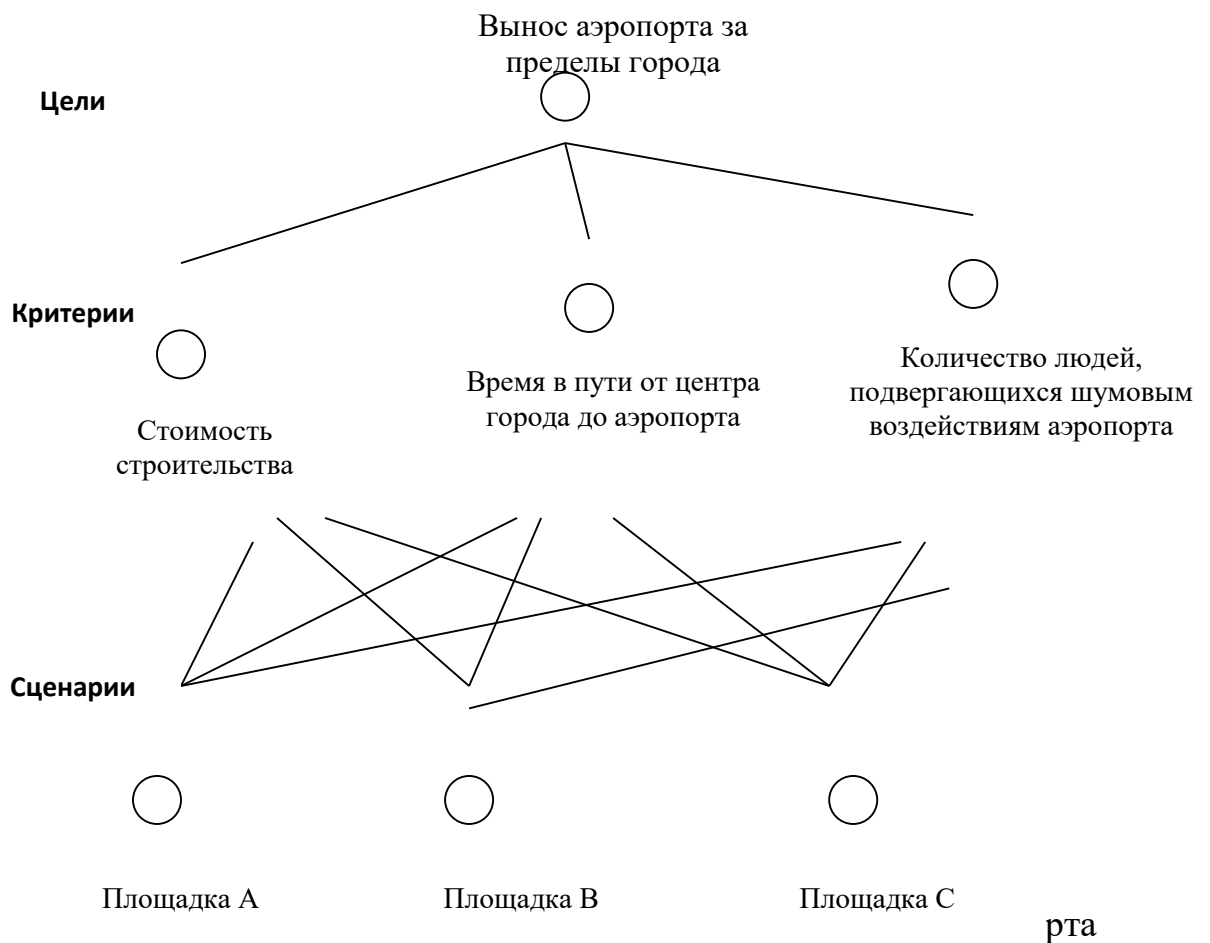 Вынос аэропорта за
пределы города
Цели
Критерии
Стоимость
строительства
Время в пути от центра
города до аэропорта
Количество людей,
подвергающихся шумовым
воздействиям аэропорта
Сценарии
Площадка А
Площадка В
Площадка С
рта